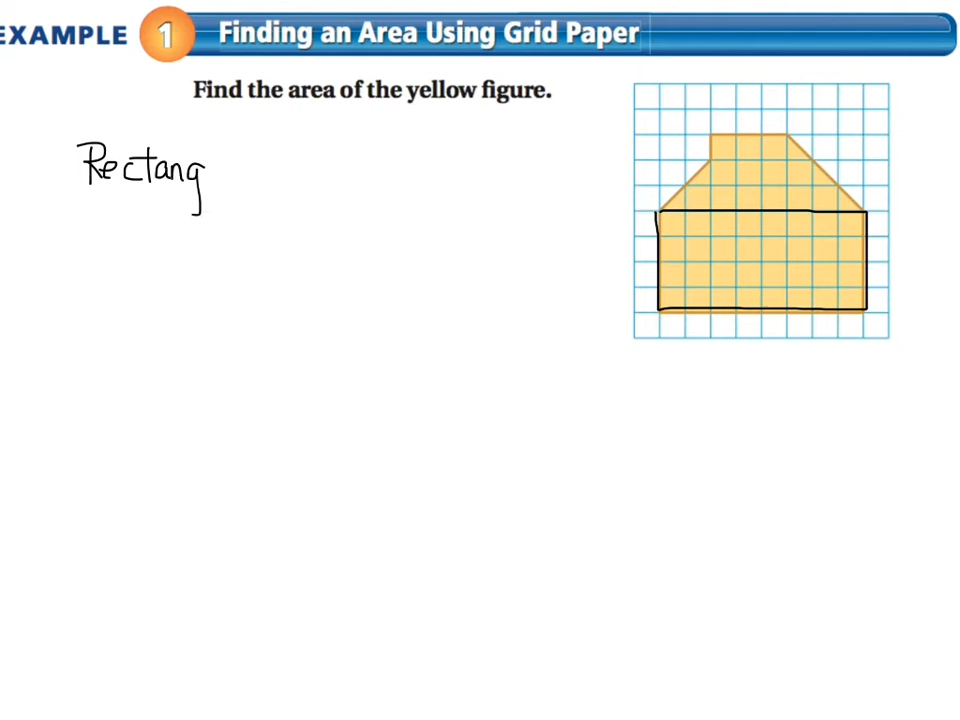 EXAMPLE 1 Finding an Area Using Grid Paper
Find the area of the yellow figure.
Rectang